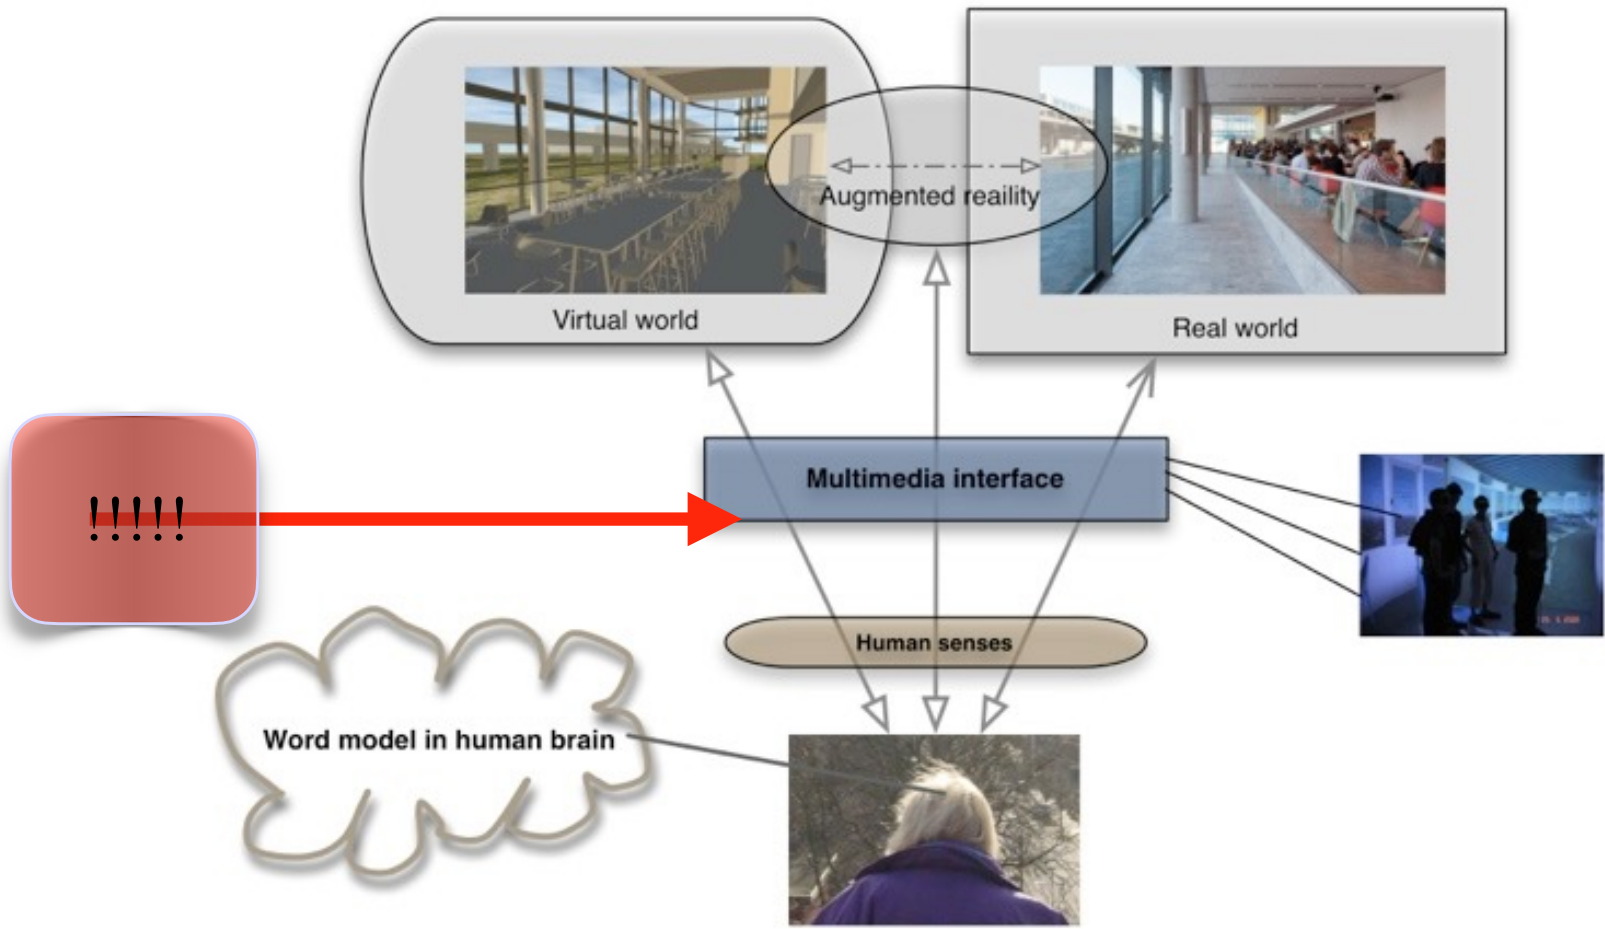 Augmented reaility
Virtual world
Real world
Multimedia interface
!!!!!
Human senses
Word model in human brain